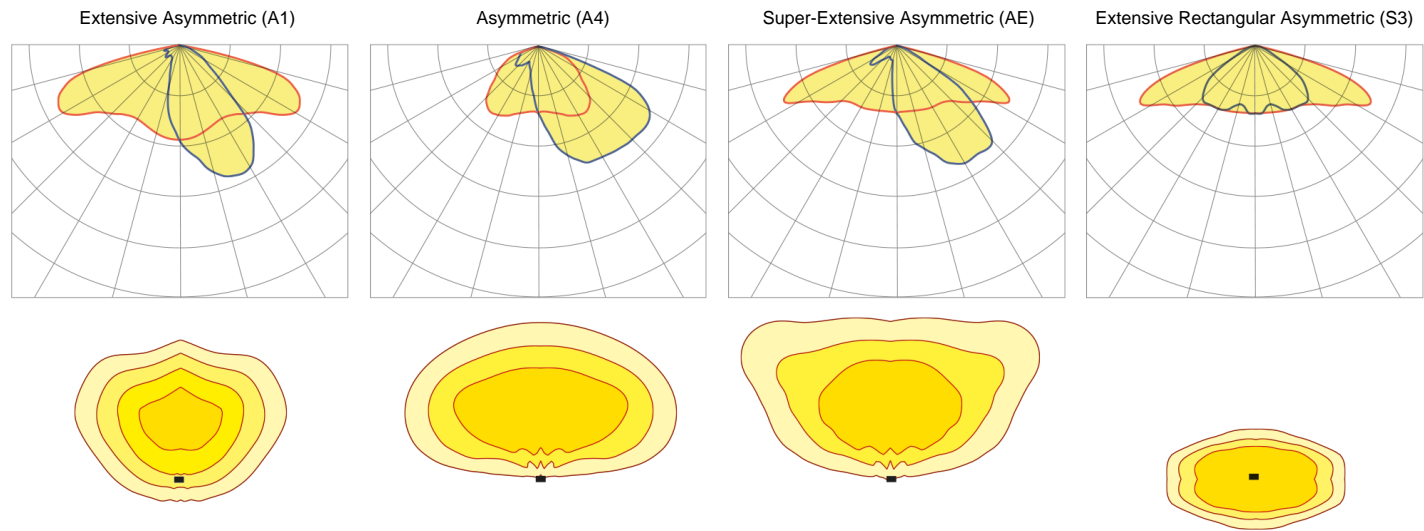 Extensive Asymmetric (A1)
Asymmetric (A4)
Super-Extensive Asymmetric (AE)
Extensive Rectangular Asymmetric (S3)